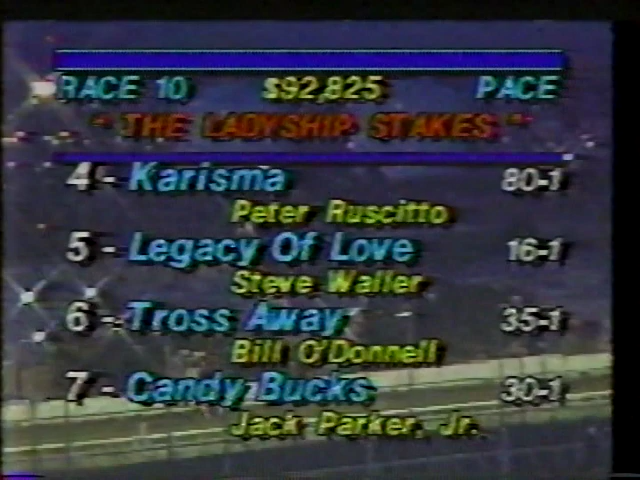 RACE 10 $92,825 PACE
"THE LADYSHIP STAKES"
4 - Karisma 80-1
Peter Ruscitto
5 - Legacy Of Love 16-1
Steve Waller
6 - Tross Away 35-1
Bill O'Donnell
7 - Candy Bucks 30-1
Jack Parker, Jr.